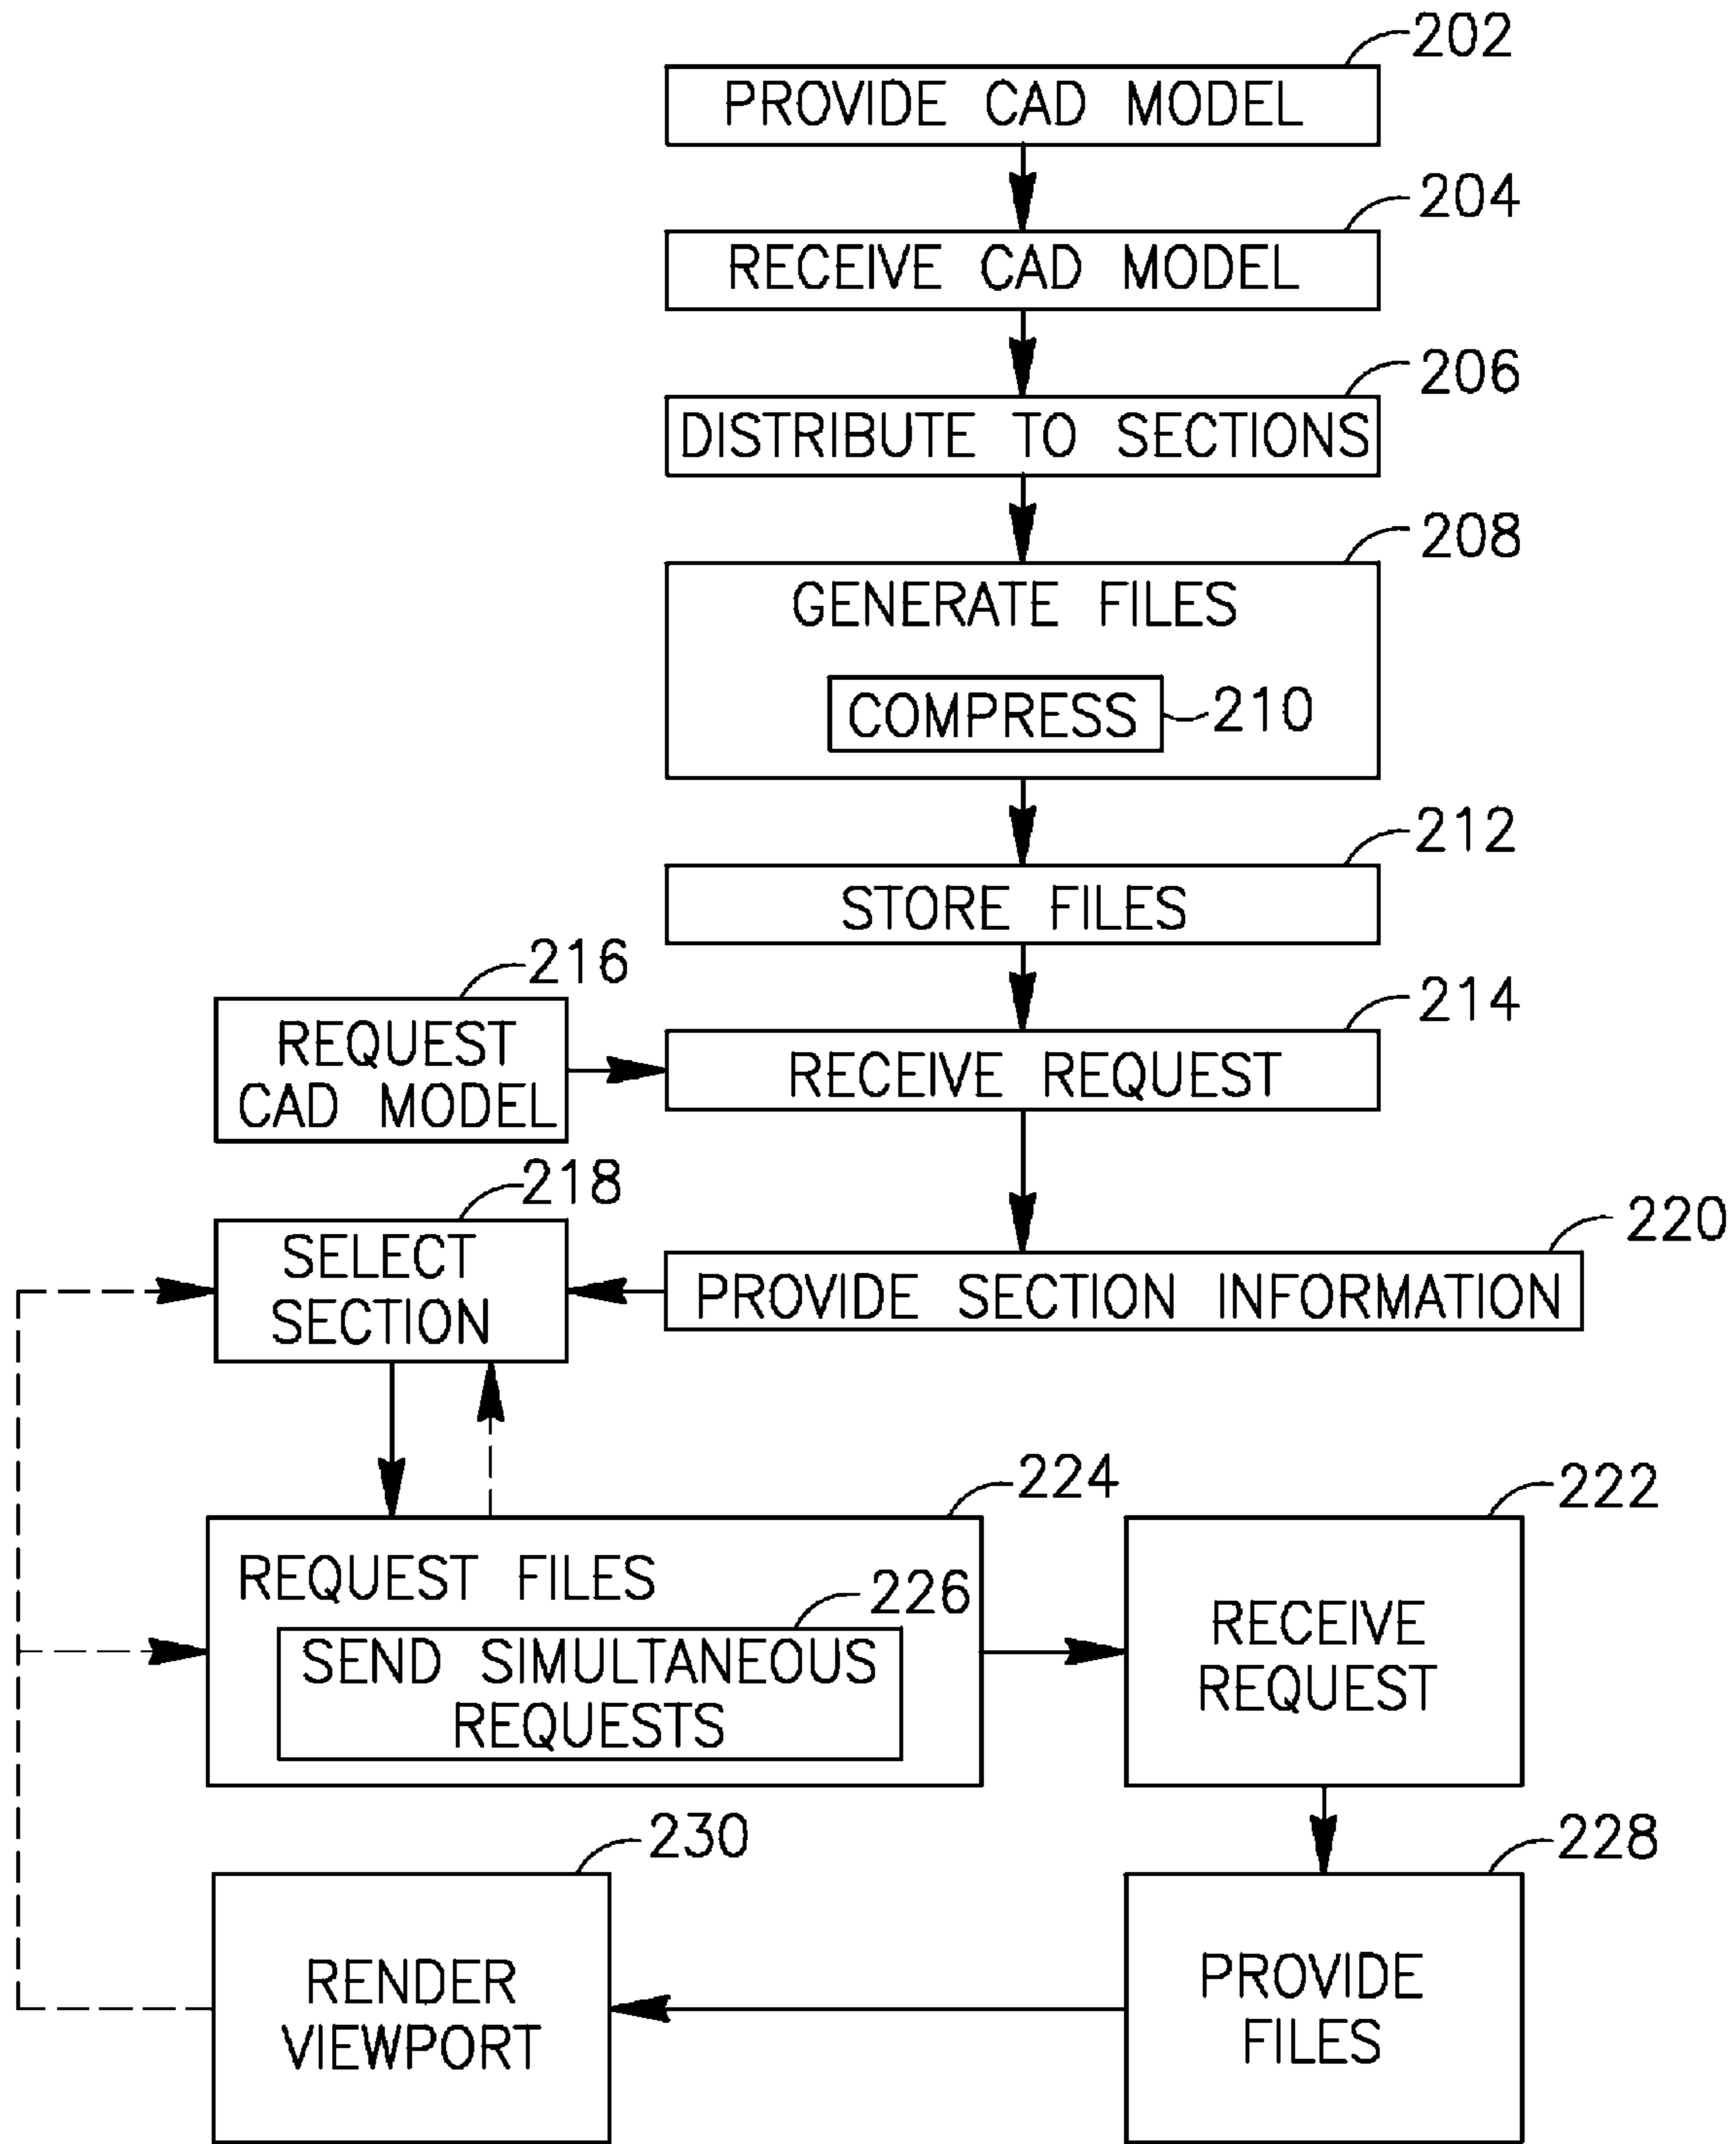 202
PROVIDE CAD MODEL
204
RECEIVE CAD MODEL
206
DISTRIBUTE TO SECTIONS
208
GENERATE FILES
COMPRESS
210
212
STORE FILES
216
REQUEST
CAD MODEL
214
RECEIVE REQUEST
218
SELECT
SECTION
220
PROVIDE SECTION INFORMATION
224
REQUEST FILES
226
SEND SIMULTANEOUS
REQUESTS
222
RECEIVE
REQUEST
230
RENDER
VIEWPORT
228
PROVIDE
FILES